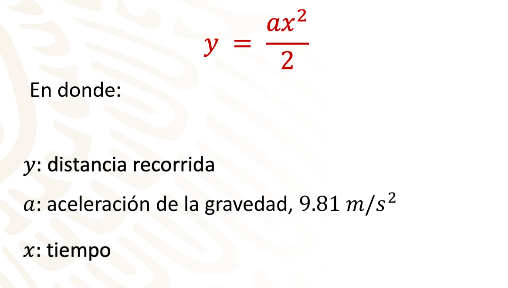 y = ax²/2
En donde:
y: distancia recorrida
a: aceleración de la gravedad, 9.81 m/s²
x: tiempo